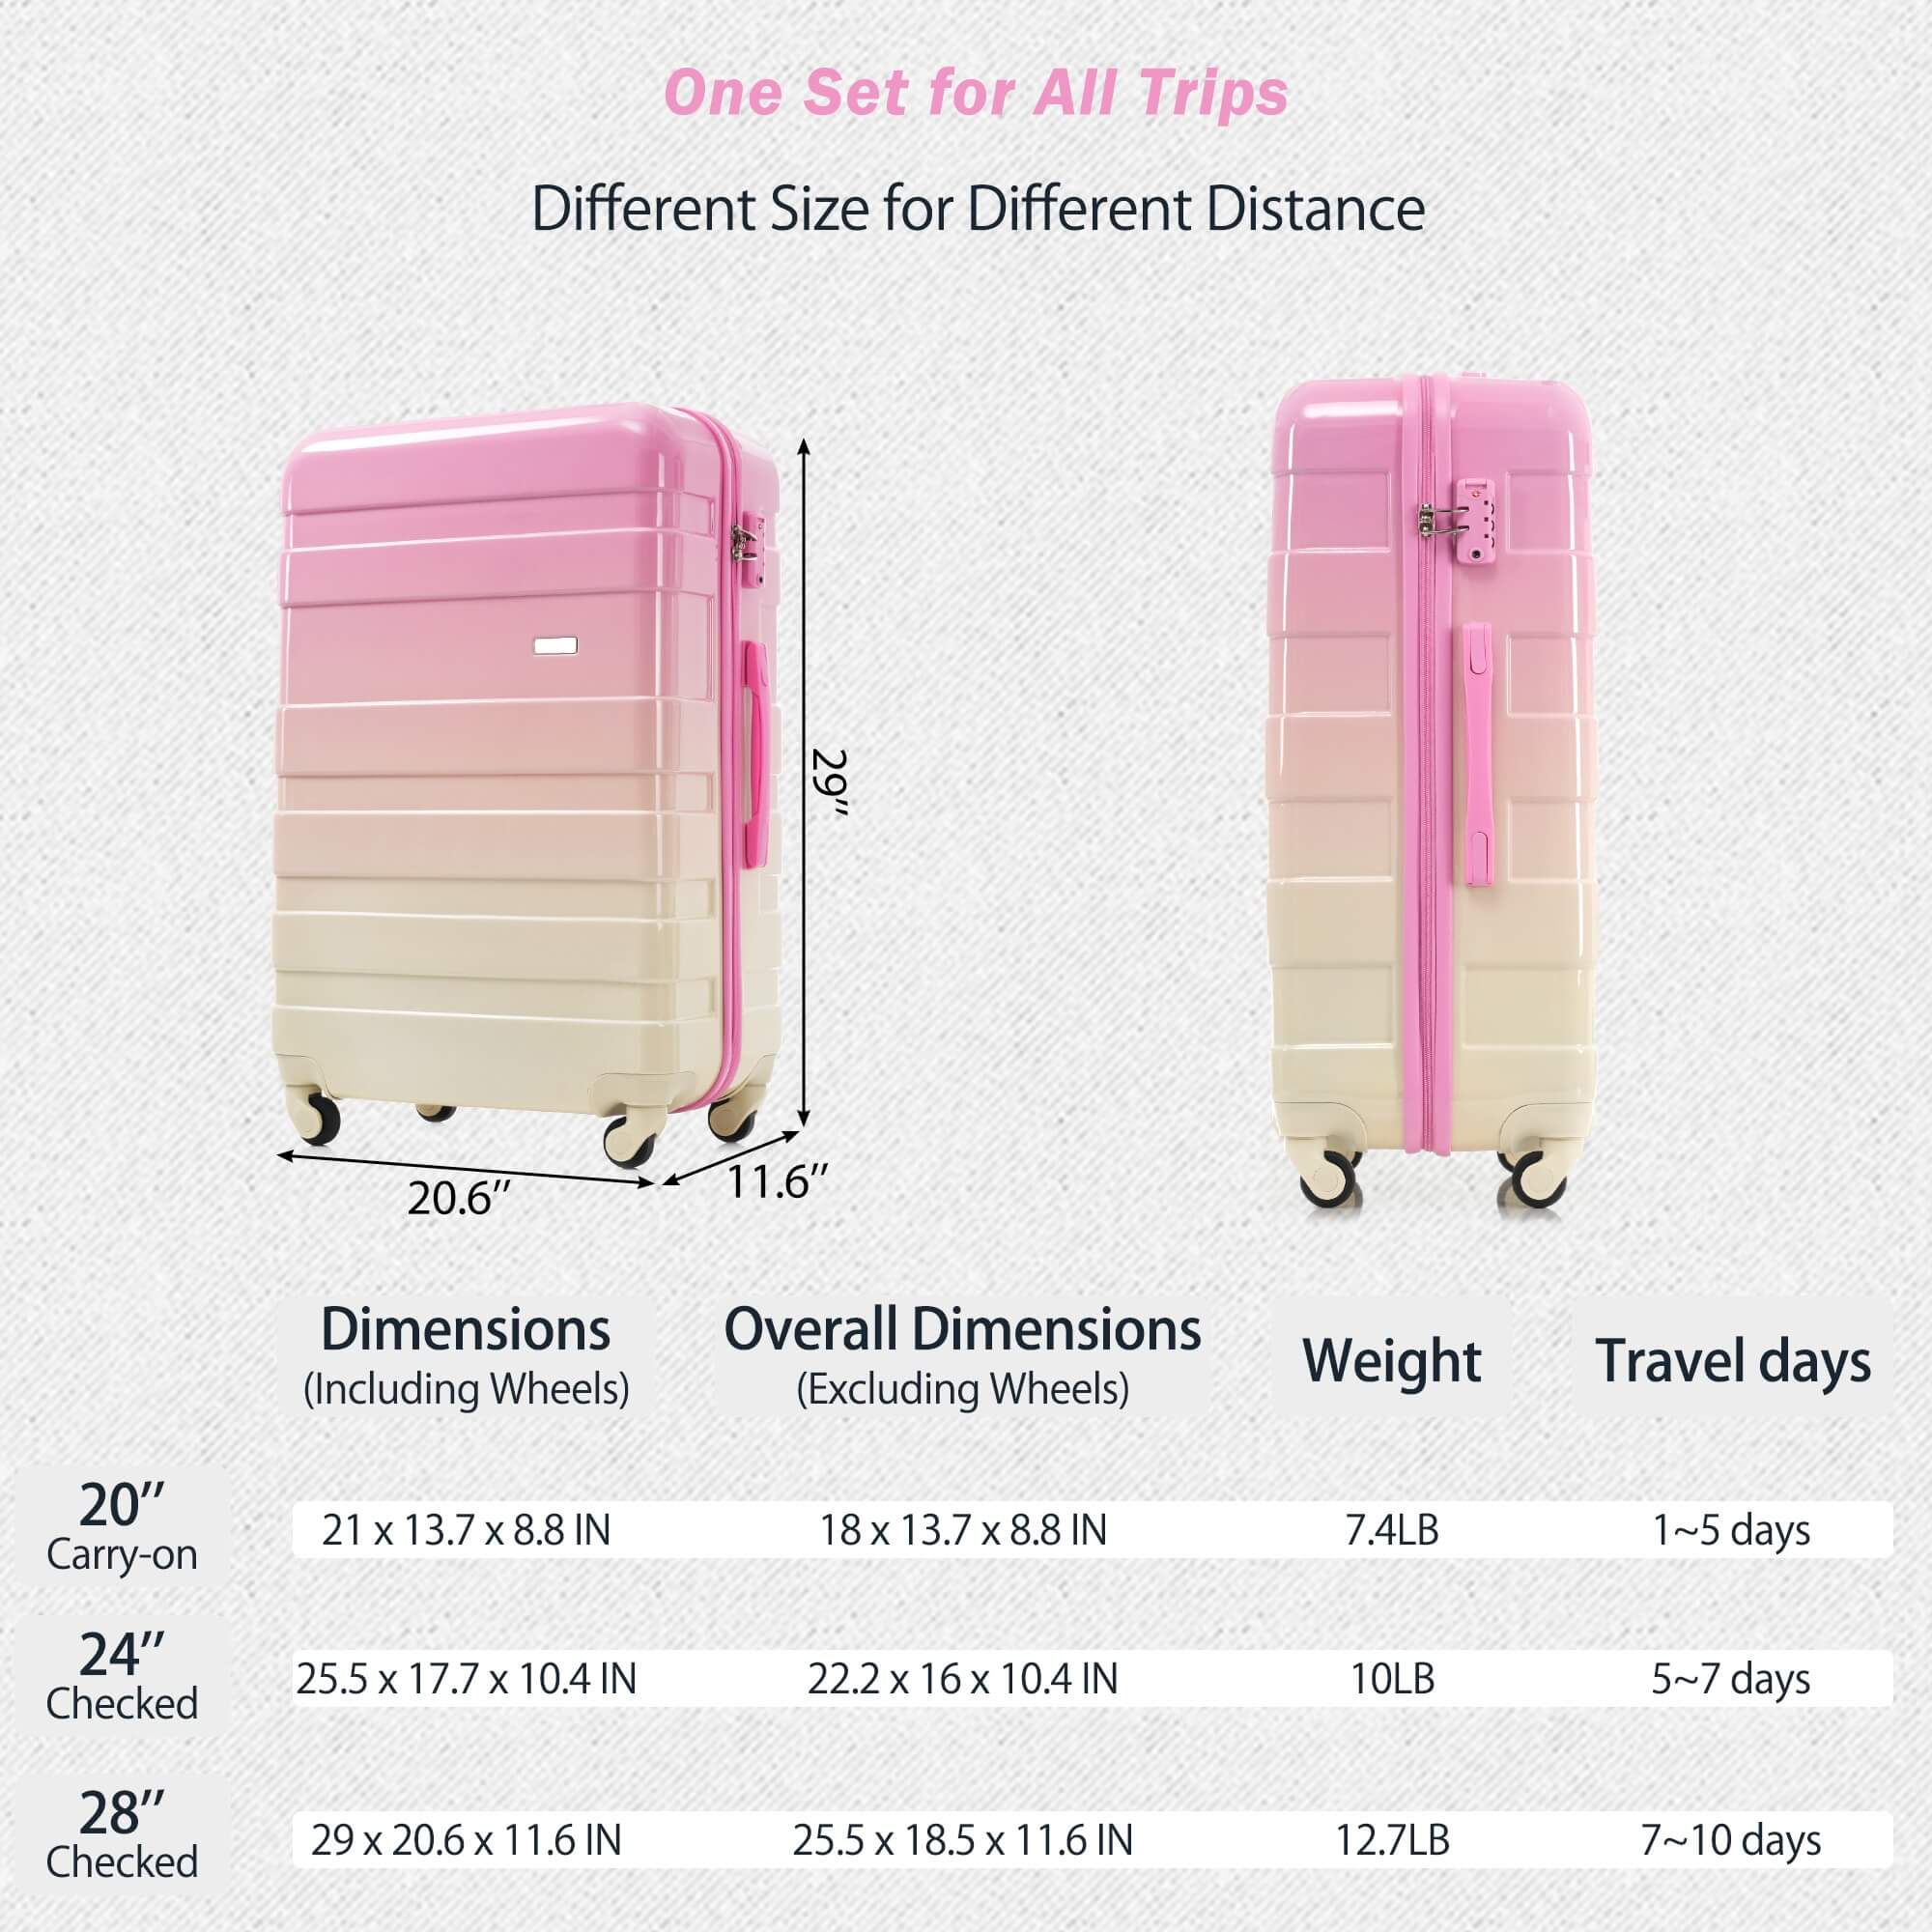 One Set for All Trips
Different Size for Different Distance
29’’
20.6’’
11.6’’
Dimensions
(Including Wheels)
Overall Dimensions
(Excluding Wheels)
Weight
Travel days
20’’
Carry-on
21 x 13.7 x 8.8 IN
18 x 13.7 x 8.8 IN
7.4LB
1~5 days
24’’
Checked
25.5 x 17.7 x 10.4 IN
22.2 x 16 x 10.4 IN
10LB
5~7 days
28’’
Checked
29 x 20.6 x 11.6 IN
25.5 x 18.5 x 11.6 IN
12.7LB
7~10 days